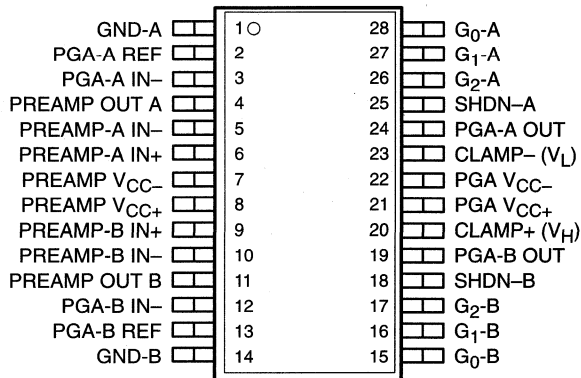 GND-A 1 28 G0-A
PGA-A REF 2 27 G1-A
PGA-A IN– 3 26 G2-A
PREAMP OUT A 4 25 SHDN–A
PREAMP-A IN– 5 24 PGA-A OUT
PREAMP-A IN+ 6 23 CLAMP– (VL)
PREAMP VCC– 7 22 PGA VCC–
PREAMP VCC+ 8 21 PGA VCC+
PREAMP-B IN+ 9 20 CLAMP+ (VH)
PREAMP-B IN– 10 19 PGA-B OUT
PREAMP OUT B 11 18 SHDN–B
PGA-B IN– 12 17 G2-B
PGA-B REF 13 16 G1-B
GND-B 14 15 G0-B